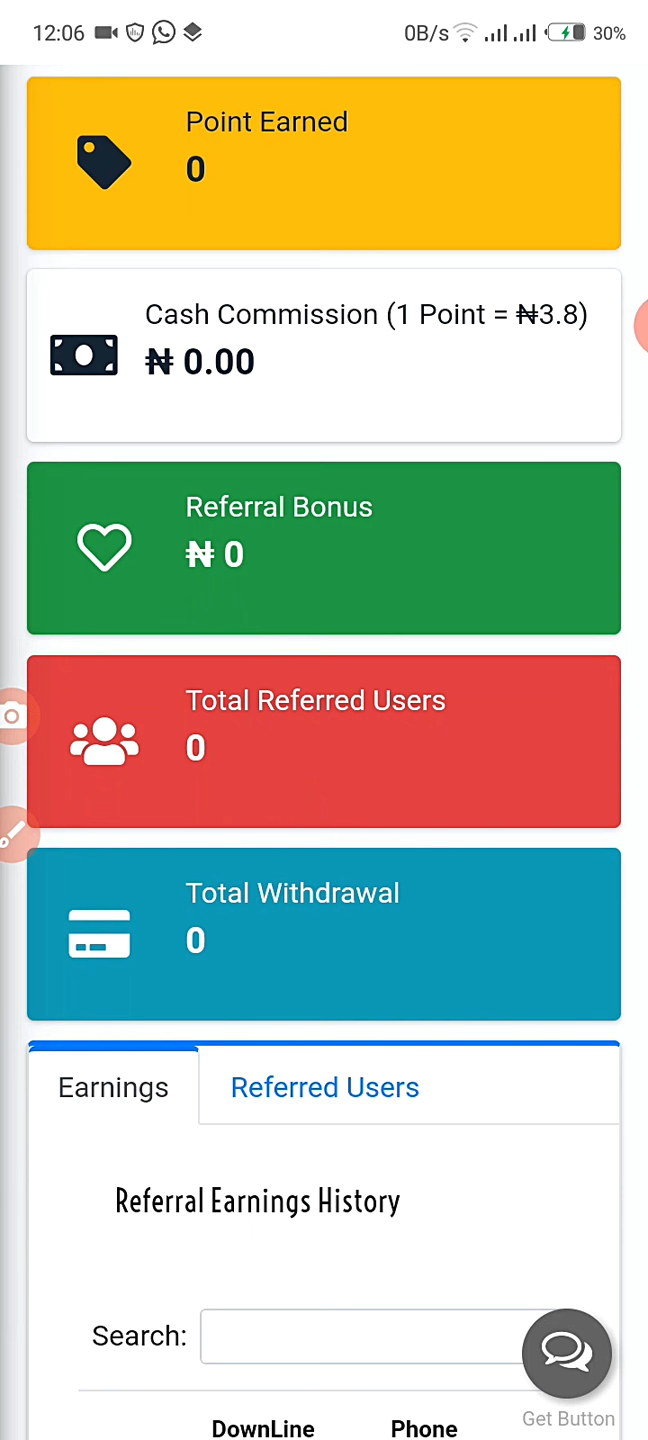 12:06
0B/s
30%
Point Earned
0
Cash Commission (1 Point = ₦3.8)
₦ 0.00
Referral Bonus
₦ 0
Total Referred Users
0
Total Withdrawal
0
Earnings
Referred Users
Referral Earnings History
Search:
Get Button
DownLine
Phone